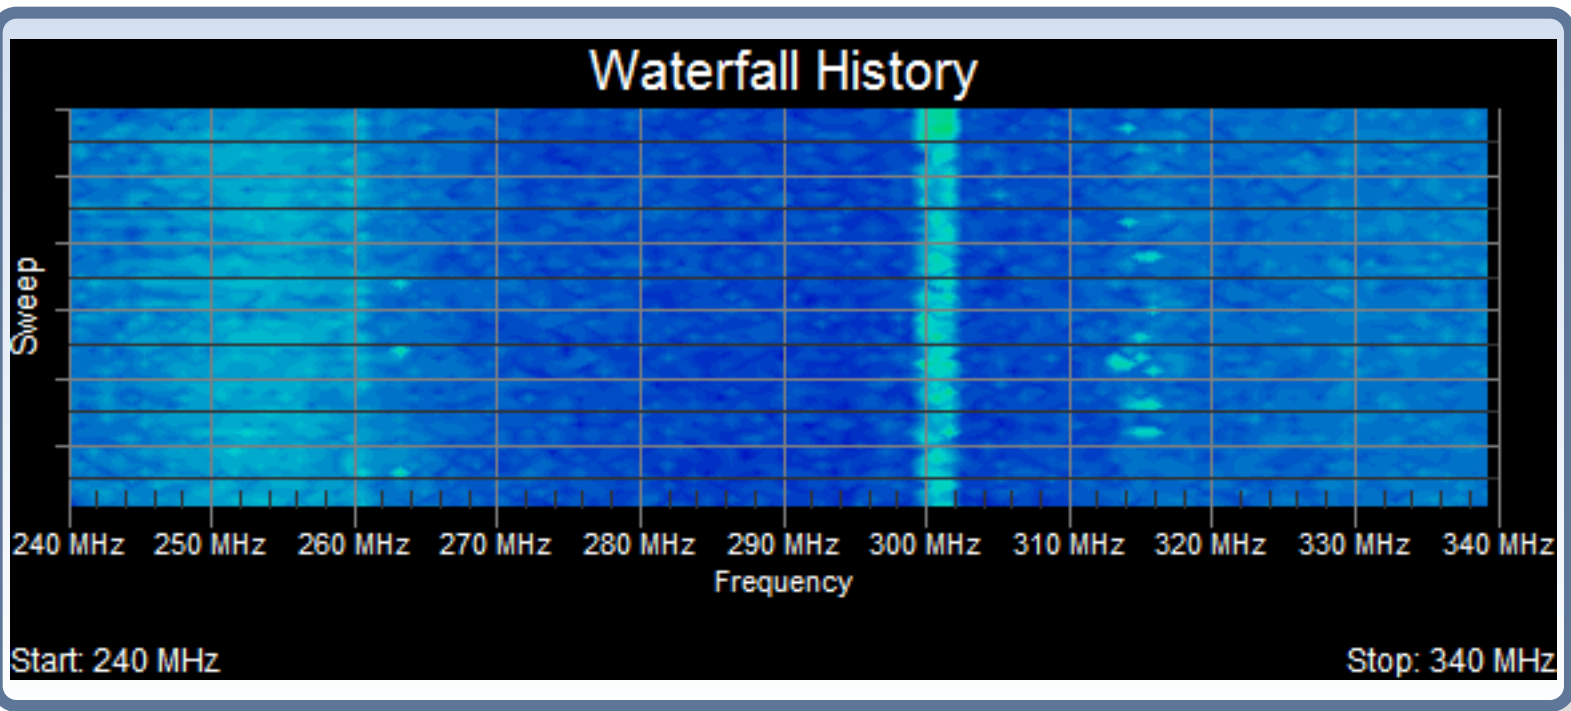 Waterfall History
Sweep
240 MHz 250 MHz 260 MHz 270 MHz 280 MHz 290 MHz 300 MHz 310 MHz 320 MHz 330 MHz 340 MHz
Frequency
Start: 240 MHz
Stop: 340 MHz